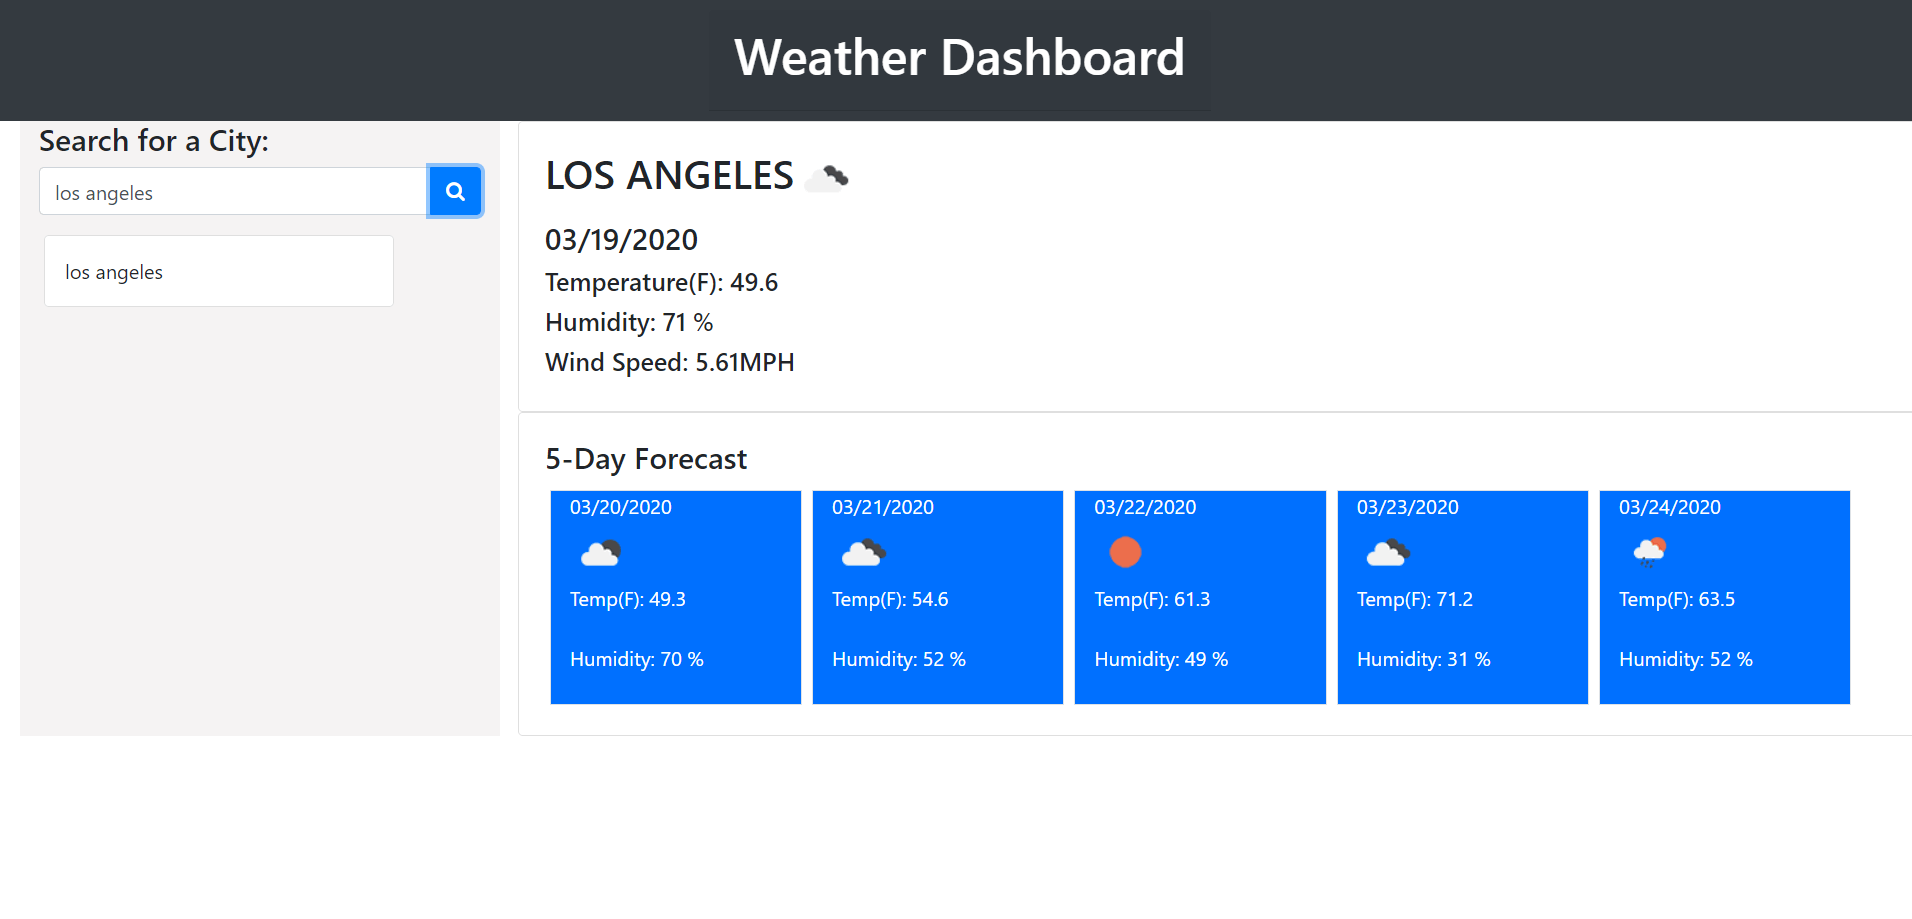 Weather Dashboard
Search for a City:
los angeles
los angeles
LOS ANGELES
03/19/2020
Temperature(F): 49.6
Humidity: 71 %
Wind Speed: 5.61MPH
5-Day Forecast
03/20/2020
Temp(F): 49.3
Humidity: 70 %
03/21/2020
Temp(F): 54.6
Humidity: 52 %
03/22/2020
Temp(F): 61.3
Humidity: 49 %
03/23/2020
Temp(F): 71.2
Humidity: 31 %
03/24/2020
Temp(F): 63.5
Humidity: 52 %